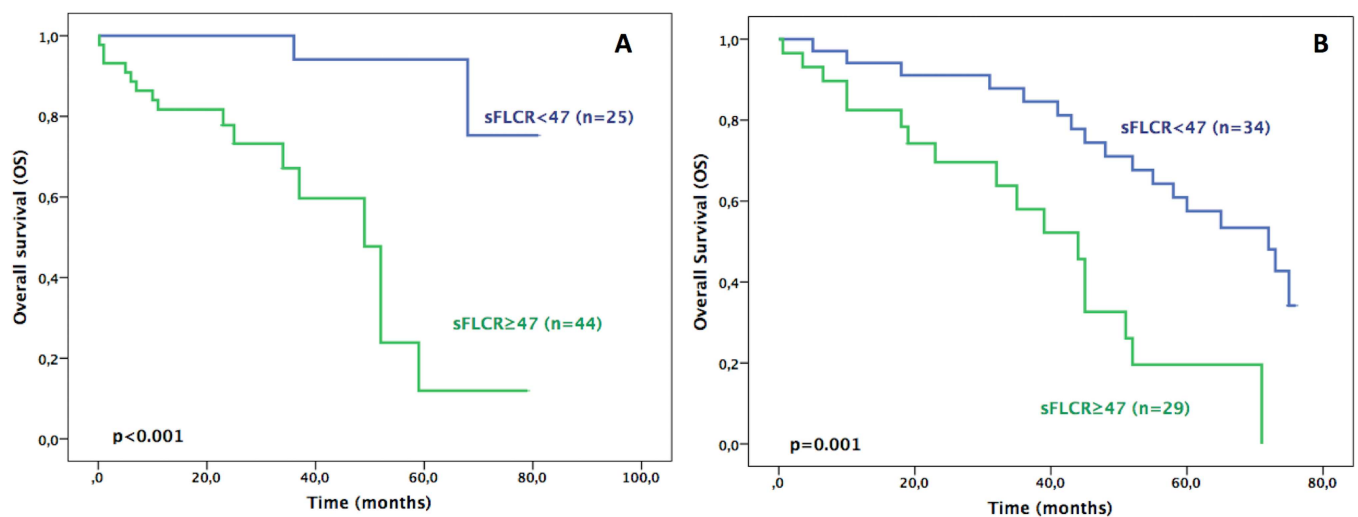 A
1,0
0,8
0,6
0,4
0,2
0,0
Overall survival (OS)
sFLCR<47 (n=25)
sFLCR≥47 (n=44)
p<0.001
,0 20,0 40,0 60,0 80,0 100,0
Time (months)
B
1,0
0,8
0,6
0,4
0,2
0,0
Overall Survival (OS)
sFLCR<47 (n=34)
sFLCR≥47 (n=29)
p=0.001
,0 20,0 40,0 60,0 80,0
Time (months)